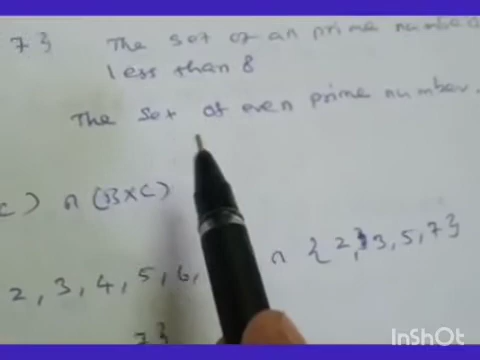 7 } The set of all prime number
less than 8
The set of even prime number.
C) ∩ (B×C)
2, 3, 4, 5, 6, ∩ { 2, 3, 5, 7 }
7 }
InShOt